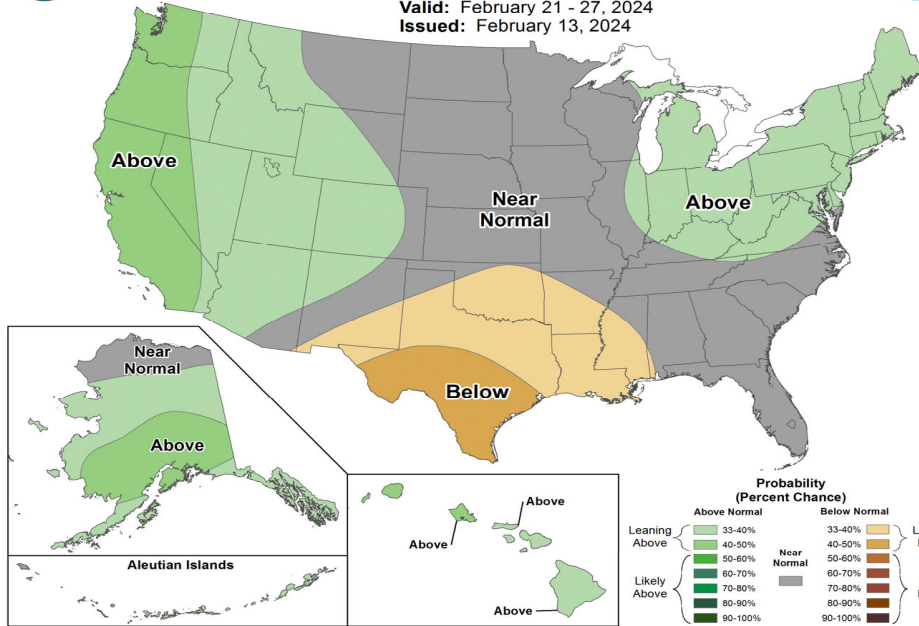 Valid: February 21 - 27, 2024
Issued: February 13, 2024
Above
Near
Normal
Above
Below
Near
Normal
Above
Aleutian Islands
Above
Above
Above
Probability
(Percent Chance)
Above Normal
Below Normal
Leaning
Above
33-40%
40-50%
Likely
Above
50-60%
60-70%
70-80%
80-90%
90-100%
Near
Normal
33-40%
40-50%
50-60%
60-70%
70-80%
80-90%
90-100%
L